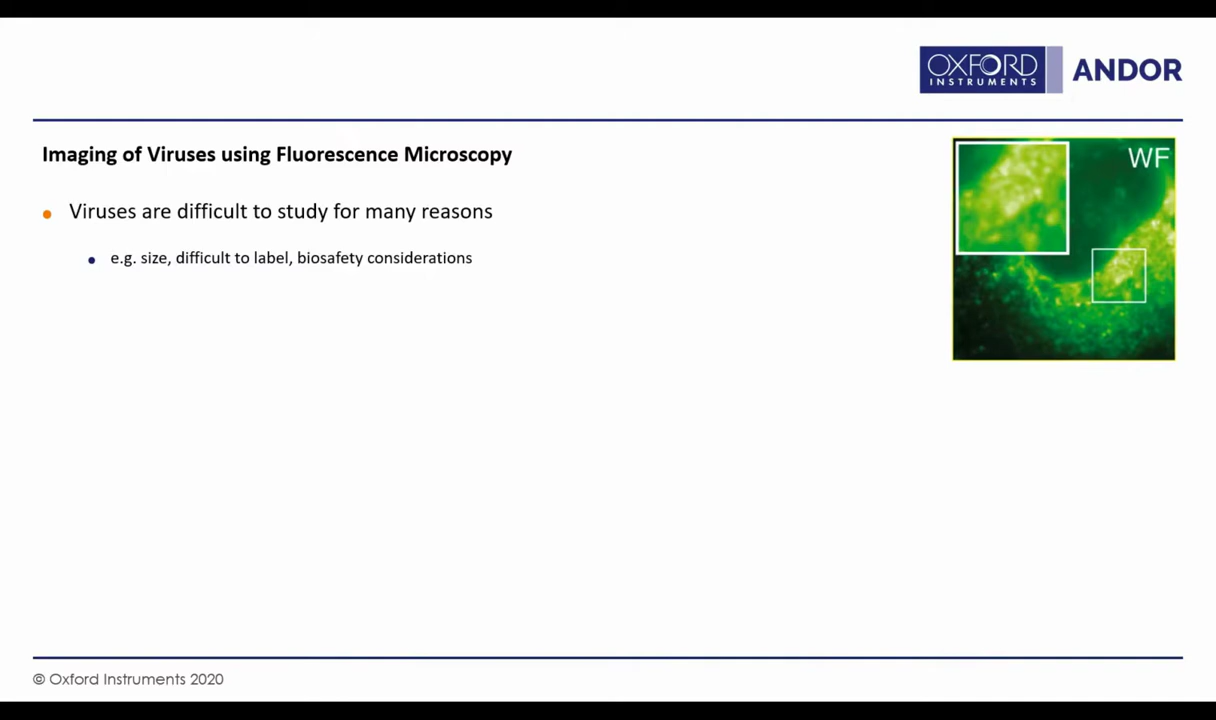 OXFORD
INSTRUMENTS
ANDOR
Imaging of Viruses using Fluorescence Microscopy
WF
• Viruses are difficult to study for many reasons
• e.g. size, difficult to label, biosafety considerations
© Oxford Instruments 2020